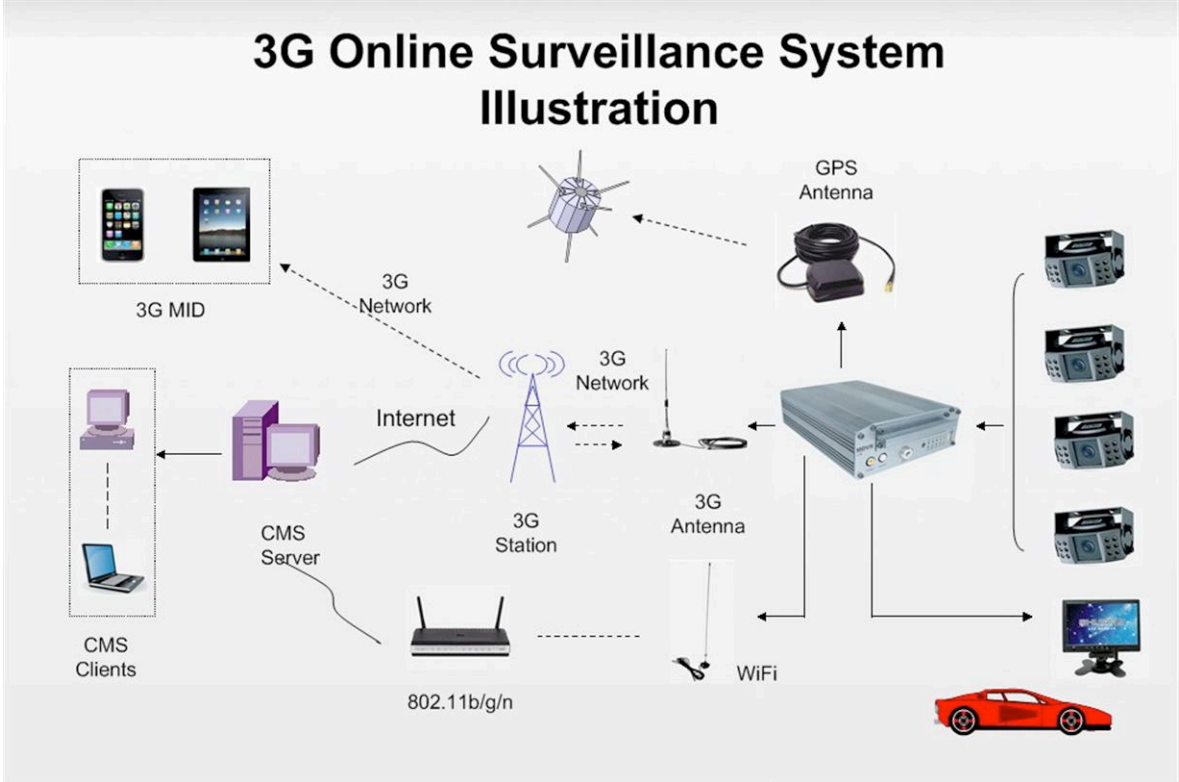 3G Online Surveillance System
Illustration
GPS
Antenna
3G
Network
3G MID
3G
Network
Internet
3G
Antenna
3G
Station
CMS
Server
CMS
Clients
WiFi
802.11b/g/n